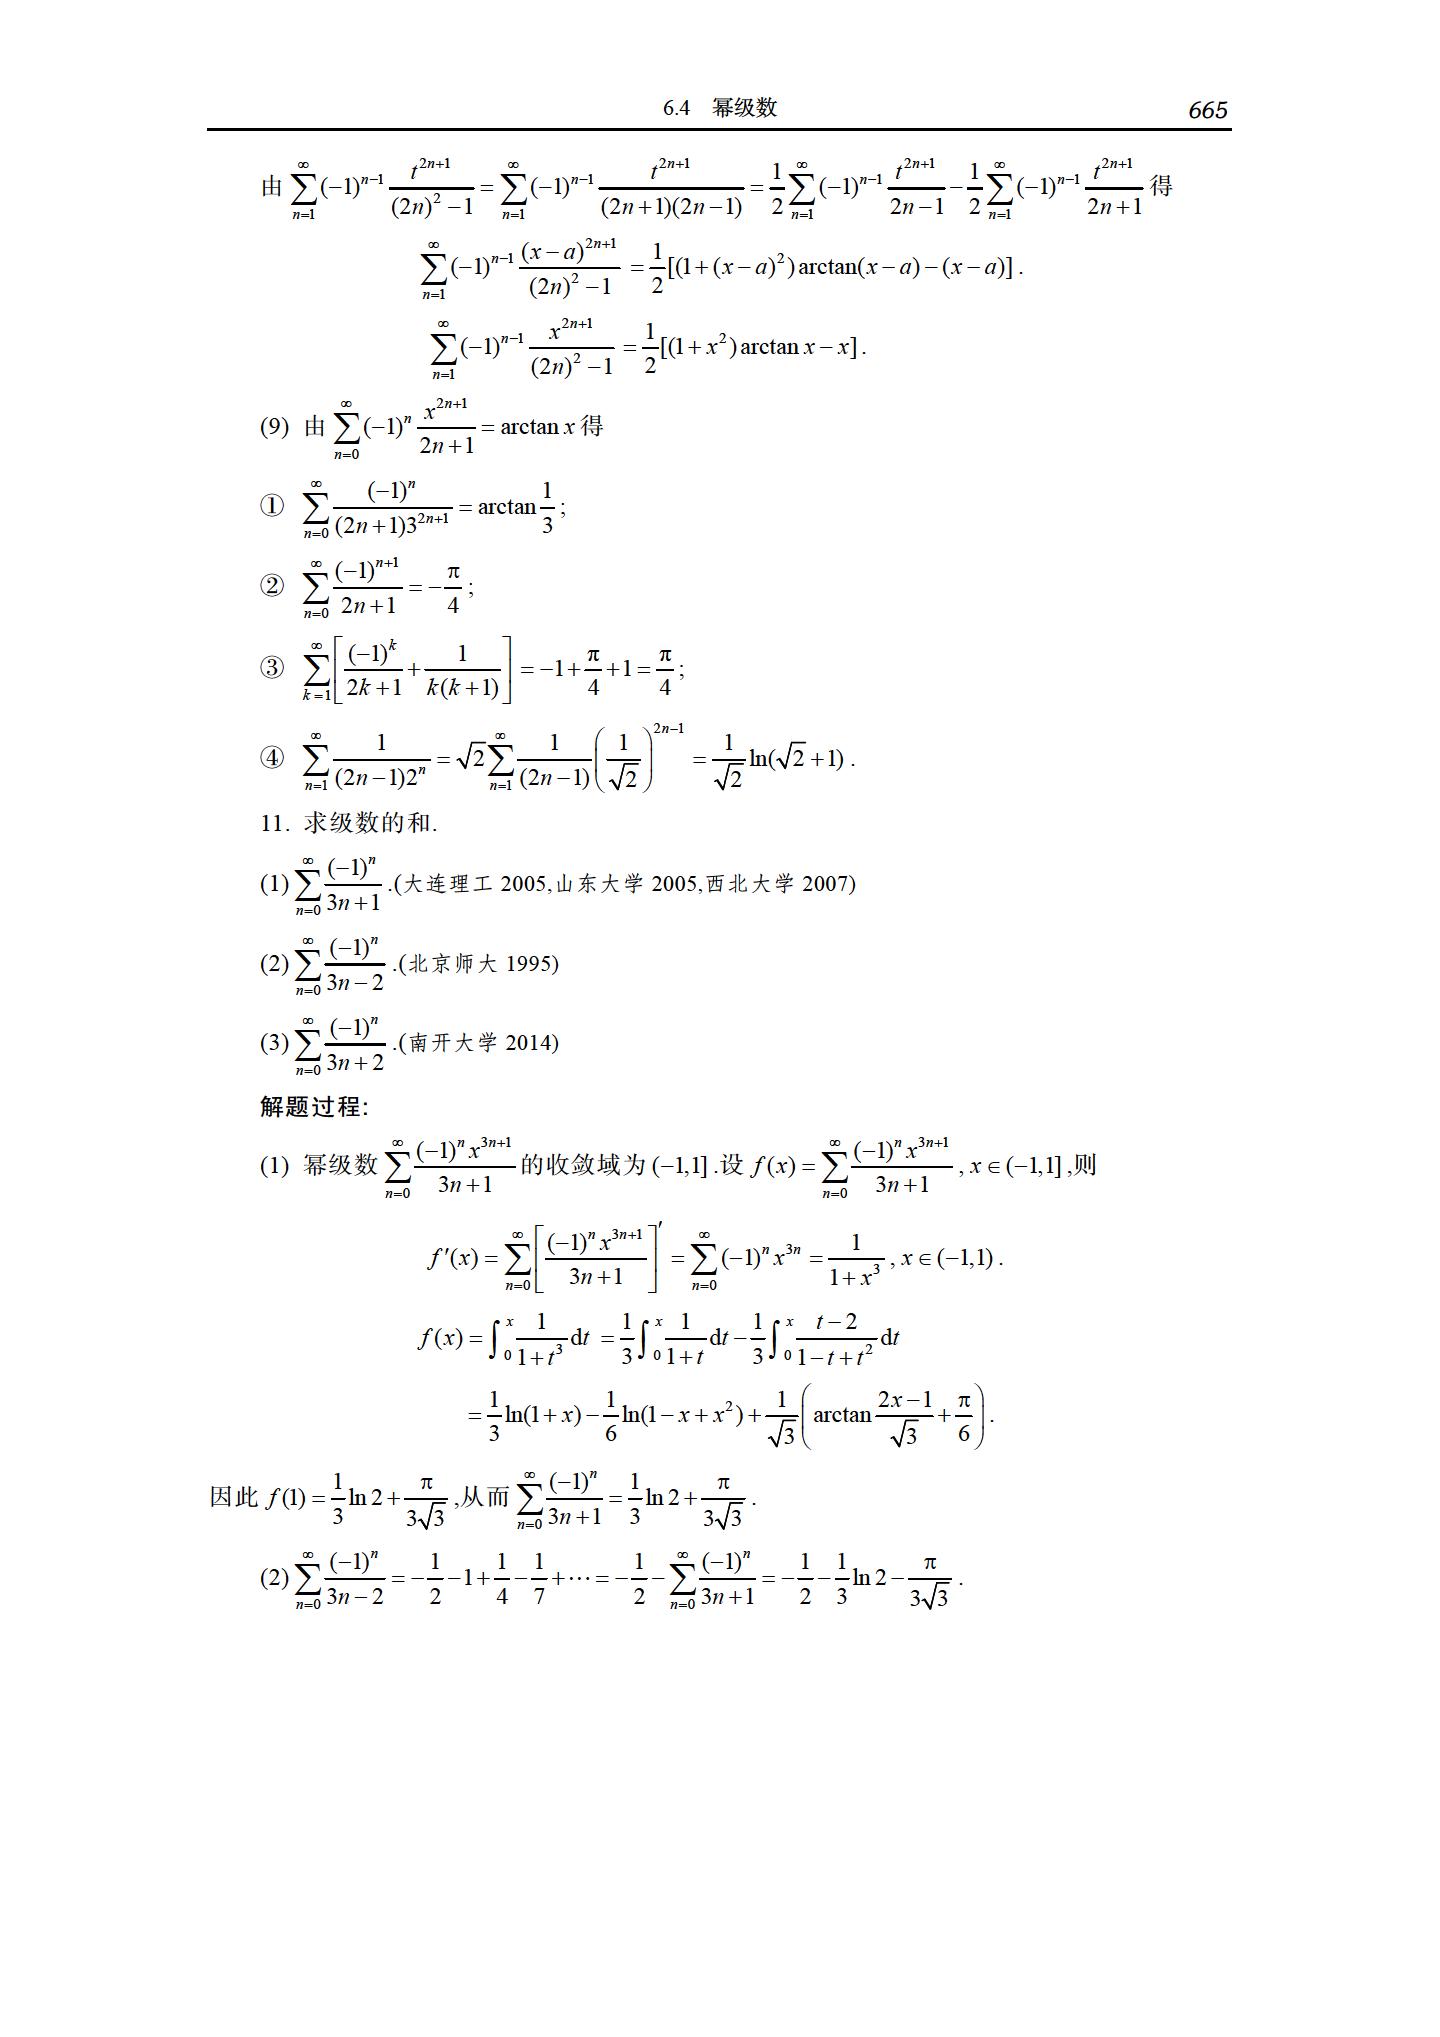 6.4 幂级数 665
由 $\sum_{n=1}^{\infty}(-1)^{n-1}\frac{t^{2n+1}}{(2n)^2-1}=\sum_{n=1}^{\infty}(-1)^{n-1}\frac{t^{2n+1}}{(2n+1)(2n-1)}=\frac{1}{2}\sum_{n=1}^{\infty}(-1)^{n-1}\frac{t^{2n+1}}{2n-1}-\frac{1}{2}\sum_{n=1}^{\infty}(-1)^{n-1}\frac{t^{2n+1}}{2n+1}$ 得
$\sum_{n=1}^{\infty}(-1)^{n-1}\frac{(x-a)^{2n+1}}{(2n)^2-1}=\frac{1}{2}[(1+(x-a)^2)\arctan(x-a)-(x-a)]$ .
$\sum_{n=1}^{\infty}(-1)^{n-1}\frac{x^{2n+1}}{(2n)^2-1}=\frac{1}{2}[(1+x^2)\arctan x-x]$ .
(9) 由 $\sum_{n=0}^{\infty}(-1)^n\frac{x^{2n+1}}{2n+1}=\arctan x$ 得
① $\sum_{n=0}^{\infty}\frac{(-1)^n}{(2n+1)3^{2n+1}}=\arctan\frac{1}{3}$ ;
② $\sum_{n=0}^{\infty}\frac{(-1)^{n+1}}{2n+1}=-\frac{\pi}{4}$ ;
③ $\sum_{k=1}^{\infty}\left[\frac{(-1)^k}{2k+1}+\frac{1}{k(k+1)}\right]=-1+\frac{\pi}{4}+1=\frac{\pi}{4}$ ;
④ $\sum_{n=1}^{\infty}\frac{1}{(2n-1)2^n}=\sqrt{2}\sum_{n=1}^{\infty}\frac{1}{(2n-1)}\left(\frac{1}{\sqrt{2}}\right)^{2n-1}=\frac{1}{\sqrt{2}}\ln(\sqrt{2}+1)$ .
11. 求级数的和.
(1) $\sum_{n=0}^{\infty}\frac{(-1)^n}{3n+1}$ .(大连理工 2005,山东大学 2005,西北大学 2007)
(2) $\sum_{n=0}^{\infty}\frac{(-1)^n}{3n-2}$ .(北京师大 1995)
(3) $\sum_{n=0}^{\infty}\frac{(-1)^n}{3n+2}$ .(南开大学 2014)
解题过程:
(1) 幂级数 $\sum_{n=0}^{\infty}\frac{(-1)^n x^{3n+1}}{3n+1}$ 的收敛域为 $(-1,1]$ .设 $f(x)=\sum_{n=0}^{\infty}\frac{(-1)^n x^{3n+1}}{3n+1}$ , $x\in(-1,1]$ ,则
$f'(x)=\sum_{n=0}^{\infty}\left[\frac{(-1)^n x^{3n+1}}{3n+1}\right]'=\sum_{n=0}^{\infty}(-1)^n x^{3n}=\frac{1}{1+x^3}$ , $x\in(-1,1)$ .
$f(x)=\int_0^x\frac{1}{1+t^3}\mathrm{d}t=\frac{1}{3}\int_0^x\frac{1}{1+t}\mathrm{d}t-\frac{1}{3}\int_0^x\frac{t-2}{1-t+t^2}\mathrm{d}t$
$=\frac{1}{3}\ln(1+x)-\frac{1}{6}\ln(1-x+x^2)+\frac{1}{\sqrt{3}}\left(\arctan\frac{2x-1}{\sqrt{3}}+\frac{\pi}{6}\right)$ .
因此 $f(1)=\frac{1}{3}\ln 2+\frac{\pi}{3\sqrt{3}}$ ,从而 $\sum_{n=0}^{\infty}\frac{(-1)^n}{3n+1}=\frac{1}{3}\ln 2+\frac{\pi}{3\sqrt{3}}$ .
(2) $\sum_{n=0}^{\infty}\frac{(-1)^n}{3n-2}=-\frac{1}{2}-1+\frac{1}{4}-\frac{1}{7}+\cdots=-\frac{1}{2}-\sum_{n=0}^{\infty}\frac{(-1)^n}{3n+1}=-\frac{1}{2}-\frac{1}{3}\ln 2-\frac{\pi}{3\sqrt{3}}$ .